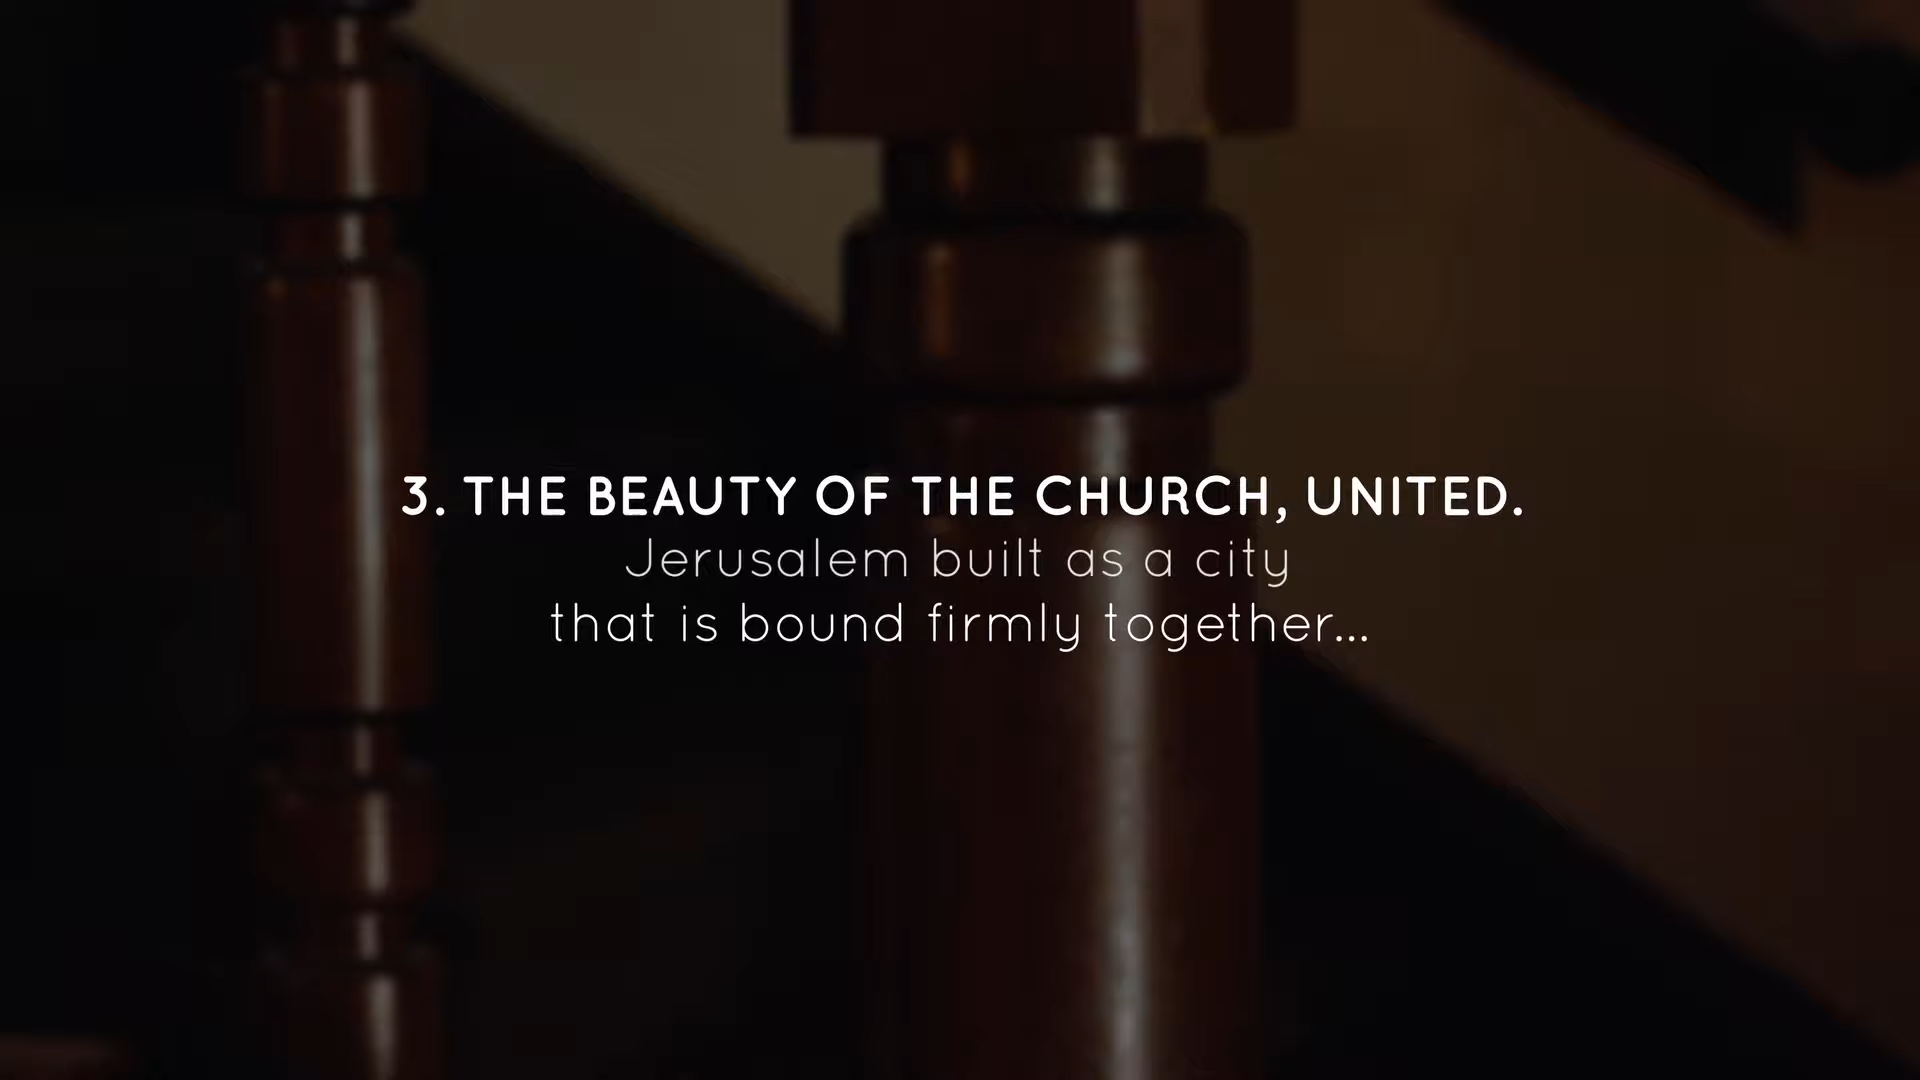 3. THE BEAUTY OF THE CHURCH, UNITED.
Jerusalem built as a city
that is bound firmly together...